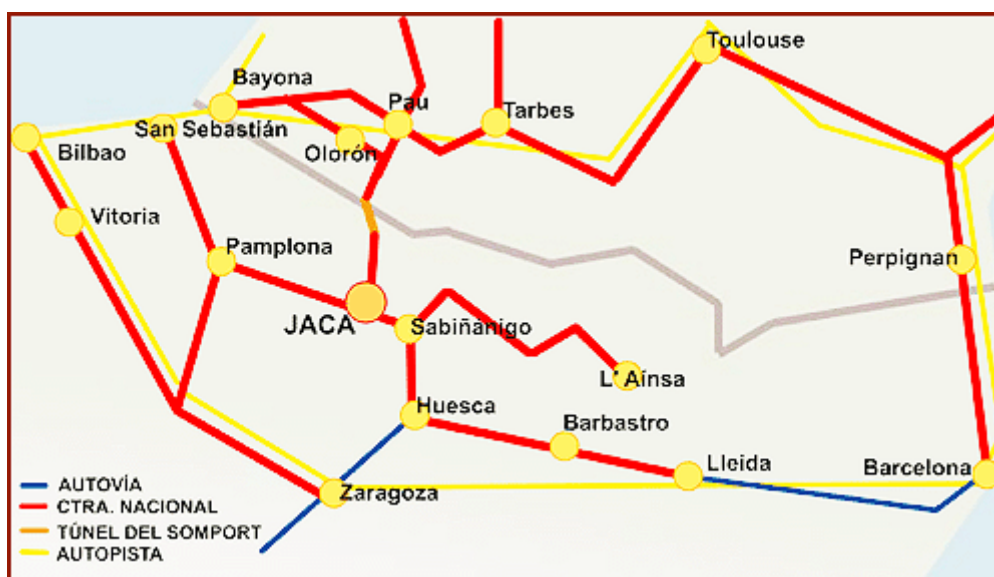 Toulouse
Bayona
Pau
Tarbes
San Sebastián
Bilbao
Olorón
Vitoria
Pamplona
Perpignan
JACA
Sabiñánigo
L' Aínsa
Huesca
Barbastro
Lleida
Barcelona
Zaragoza
AUTOVÍA
CTRA. NACIONAL
TÚNEL DEL SOMPORT
AUTOPISTA